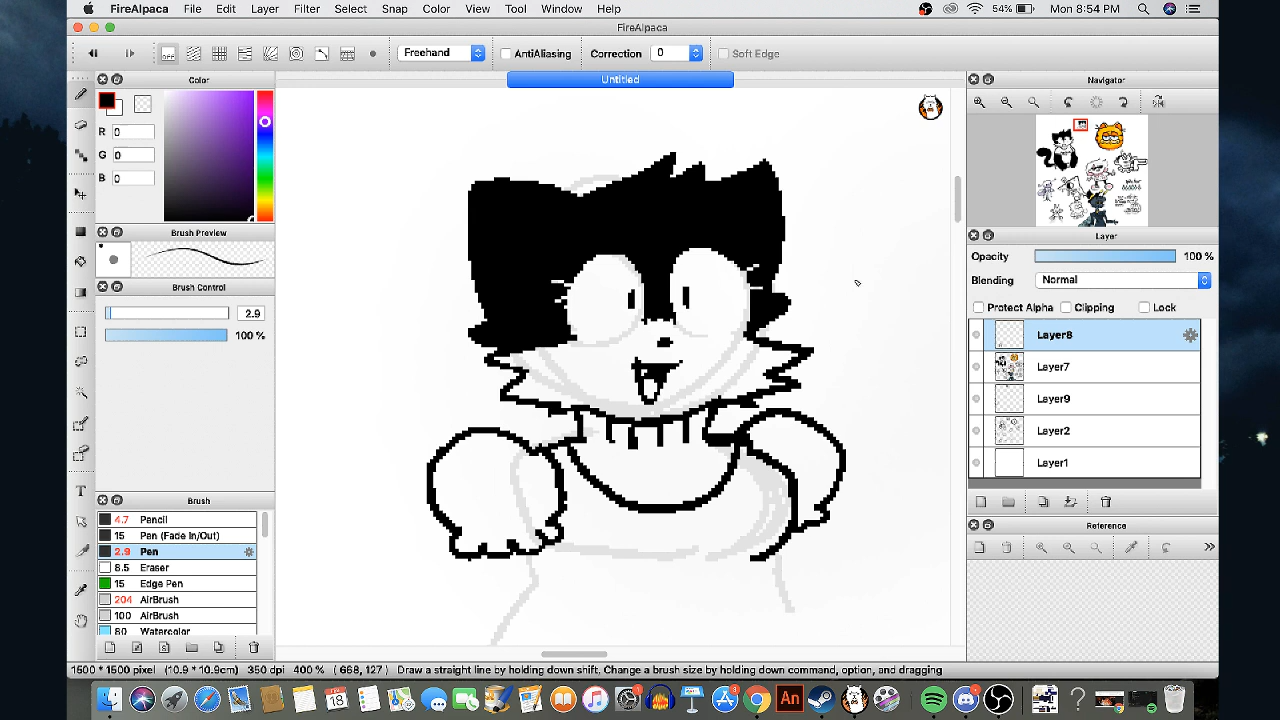 FireAlpaca File Edit Layer Filter Select Snap Color View Tool Window Help 54% Mon 8:54 PM
FireAlpaca
OFF Freehand AntiAliasing Correction 0 Soft Edge
Untitled
Color
R 0
G 0
B 0
Brush Preview
Brush Control
2.9
100 %
Brush
4.7 Pencil
15 Pen (Fade In/Out)
2.9 Pen
8.5 Eraser
15 Edge Pen
204 AirBrush
100 AirBrush
80 Watercolor
T
Navigator
Layer
Opacity 100 %
Blending Normal
Protect Alpha Clipping Lock
Layer8
Layer7
Layer9
Layer2
Layer1
Reference
1500 * 1500 pixel (10.9 * 10.9cm) 350 dpi 400 % ( 668, 127 ) Draw a straight line by holding down shift, Change a brush size by holding down command, option, and dragging
An